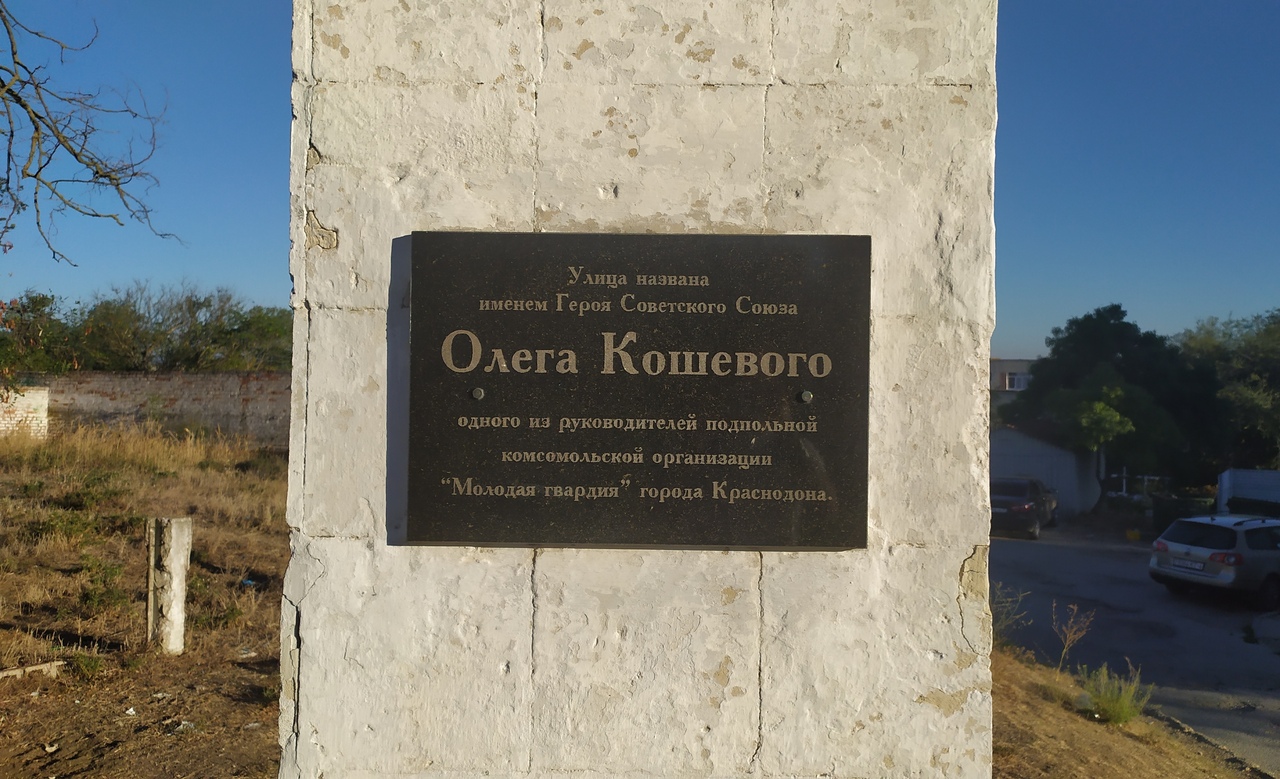 Улица названа
именем Героя Советского Союза
Олега Кошевого
одного из руководителей подпольной
комсомольской организации
"Молодая гвардия" города Краснодона.